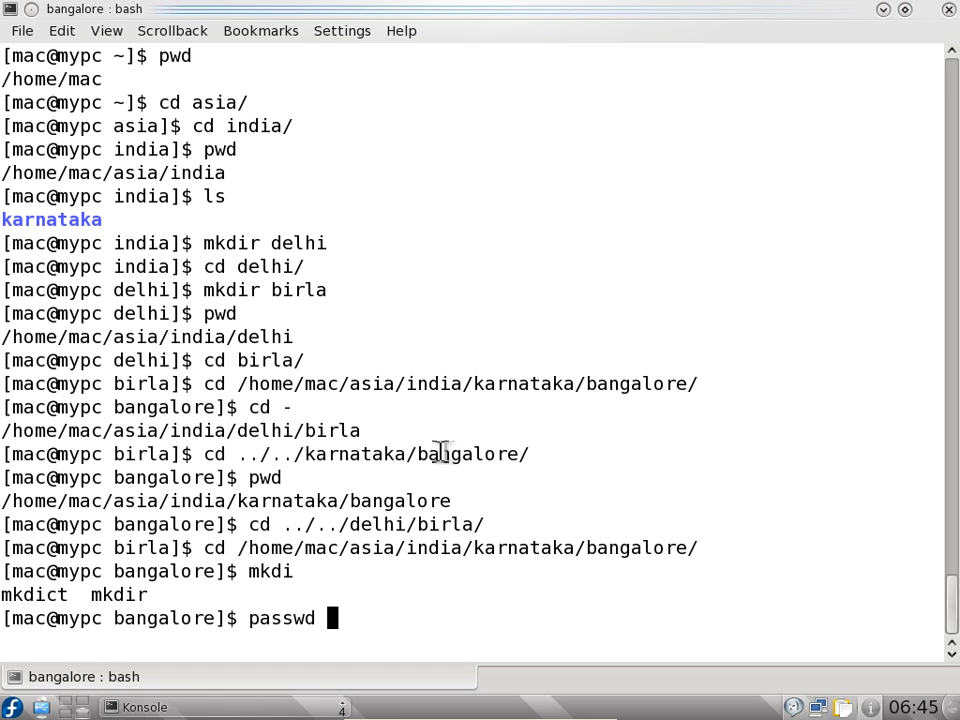 bangalore : bash
File Edit View Scrollback Bookmarks Settings Help
[mac@mypc ~]$ pwd
/home/mac
[mac@mypc ~]$ cd asia/
[mac@mypc asia]$ cd india/
[mac@mypc india]$ pwd
/home/mac/asia/india
[mac@mypc india]$ ls
karnataka
[mac@mypc india]$ mkdir delhi
[mac@mypc india]$ cd delhi/
[mac@mypc delhi]$ mkdir birla
[mac@mypc delhi]$ pwd
/home/mac/asia/india/delhi
[mac@mypc delhi]$ cd birla/
[mac@mypc birla]$ cd /home/mac/asia/india/karnataka/bangalore/
[mac@mypc bangalore]$ cd -
/home/mac/asia/india/delhi/birla
[mac@mypc birla]$ cd ../../karnataka/bangalore/
[mac@mypc bangalore]$ pwd
/home/mac/asia/india/karnataka/bangalore
[mac@mypc bangalore]$ cd ../../delhi/birla/
[mac@mypc birla]$ cd /home/mac/asia/india/karnataka/bangalore/
[mac@mypc bangalore]$ mkdi
mkdict  mkdir
[mac@mypc bangalore]$ passwd
bangalore : bash
Konsole 4 06:45